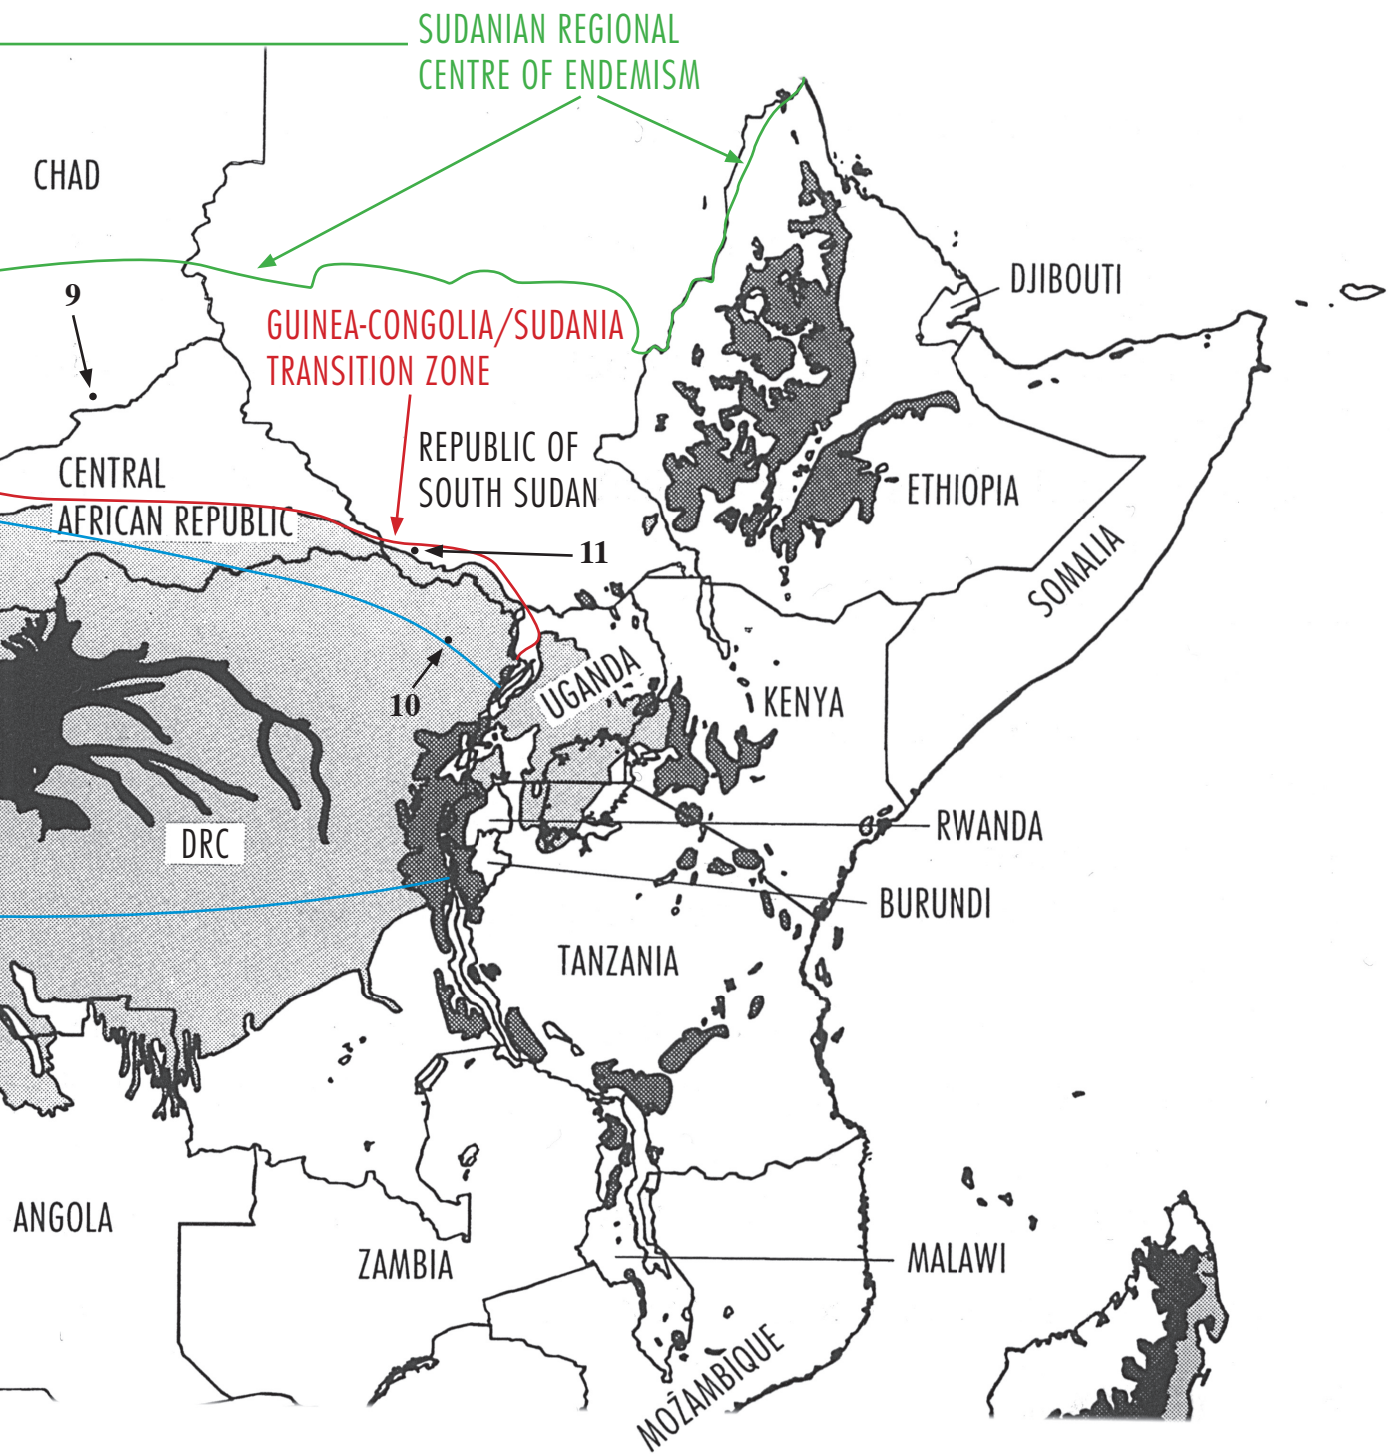 SUDANIAN REGIONAL
CENTRE OF ENDEMISM
CHAD
DJIBOUTI
9
GUINEA-CONGOLIA/SUDANIA
TRANSITION ZONE
REPUBLIC OF
SOUTH SUDAN
CENTRAL
AFRICAN REPUBLIC
ETHIOPIA
11
SOMALIA
UGANDA
10
KENYA
DRC
RWANDA
BURUNDI
TANZANIA
ANGOLA
ZAMBIA
MALAWI
MOZAMBIQUE